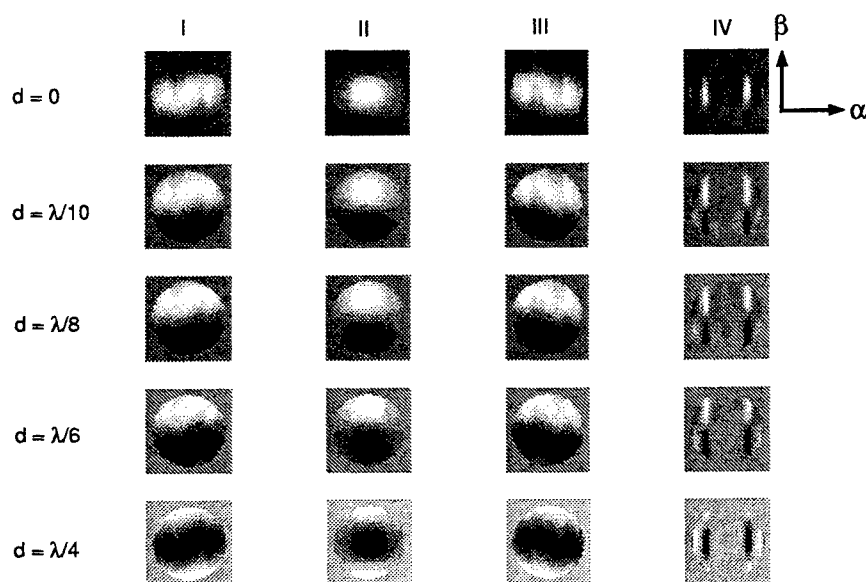 I II III IV β
d = 0 α
d = λ/10
d = λ/8
d = λ/6
d = λ/4